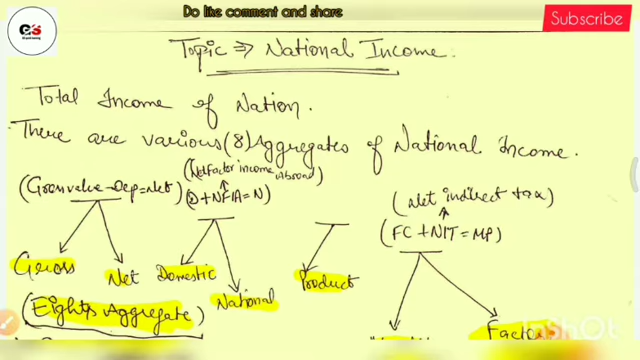 Do like comment and share
Subscribe
Topic ⇒ National Income.
Total Income of Nation.
There are various (8) Aggregates of National Income.
(Net Factor income Abroad)
(Gross value - Dep = Net)
(D + NFIA = N)
(Net indirect tax)
(FC + NIT = MP)
Gross
Net
Domestic
National
Product
(Eights Aggregate)
Factor